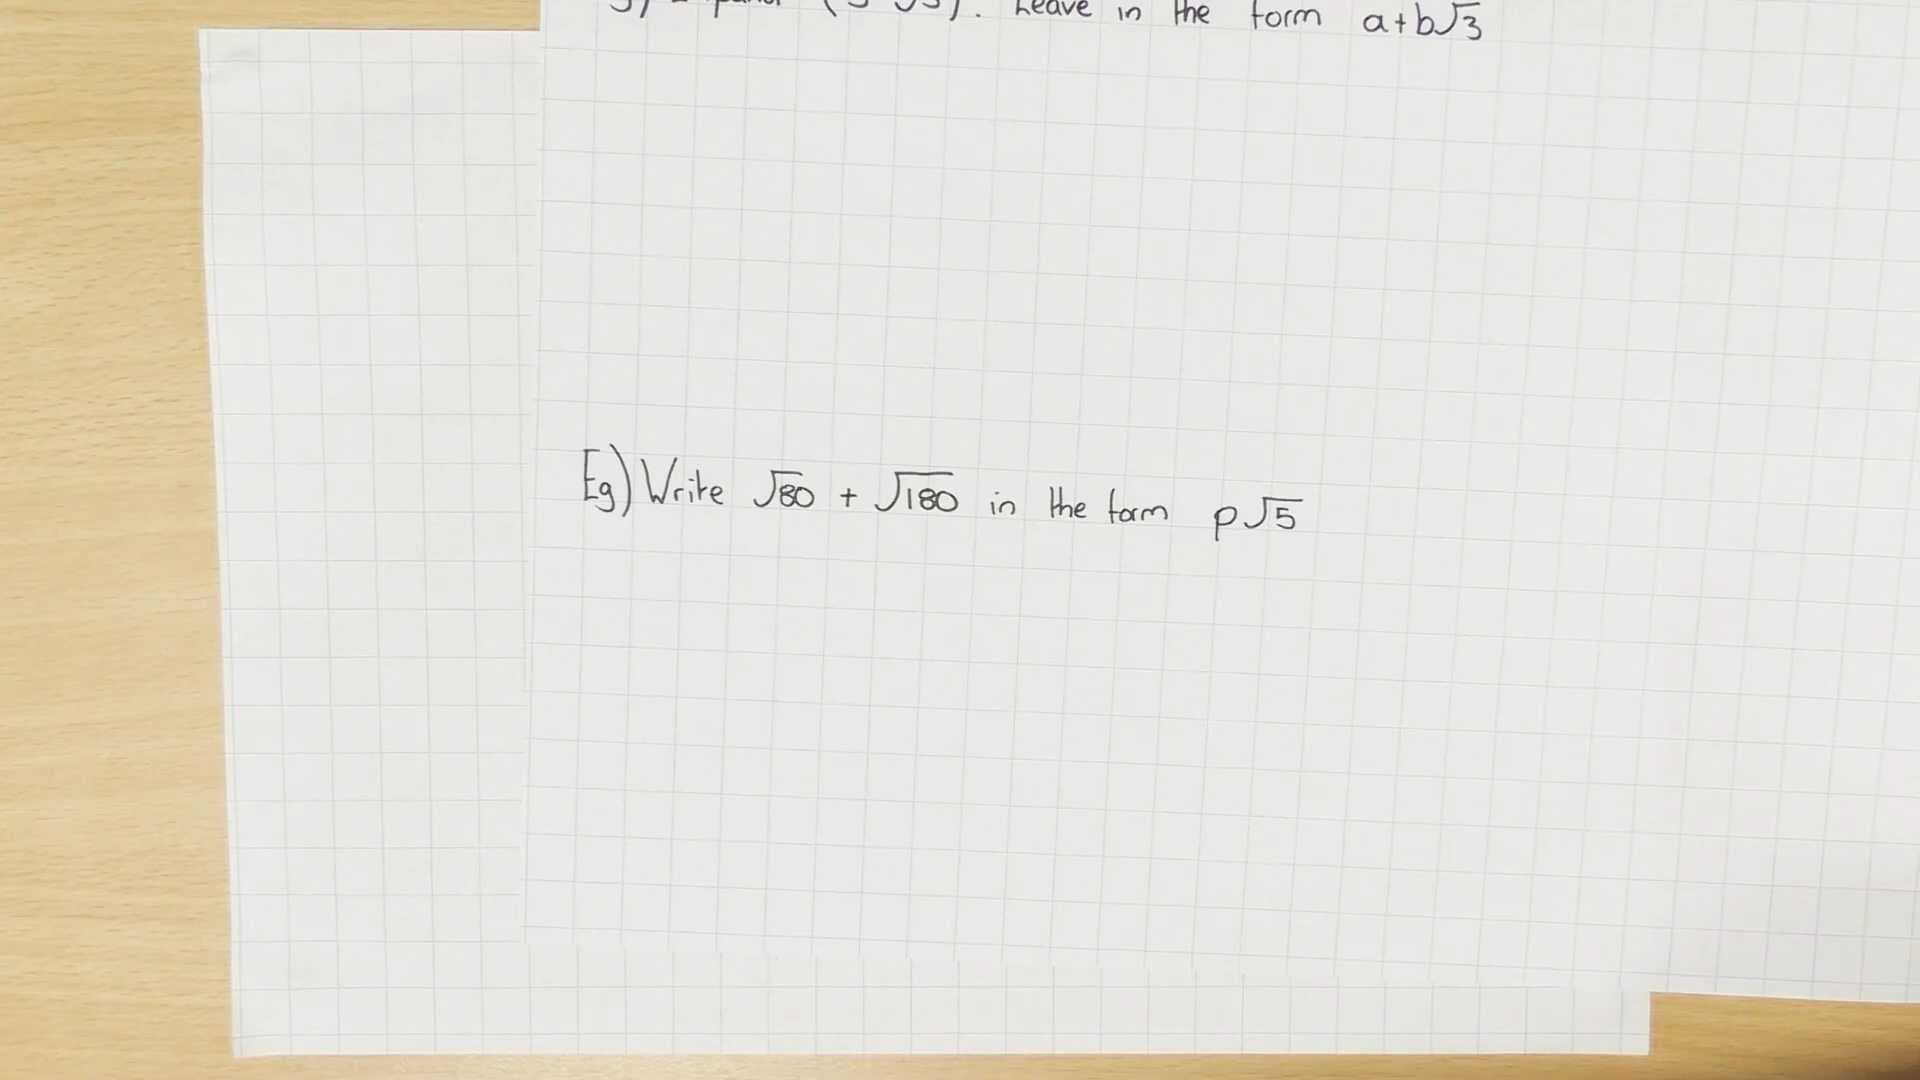 Leave in the form a+b√3
Eg) Write √80 + √180 in the form p√5